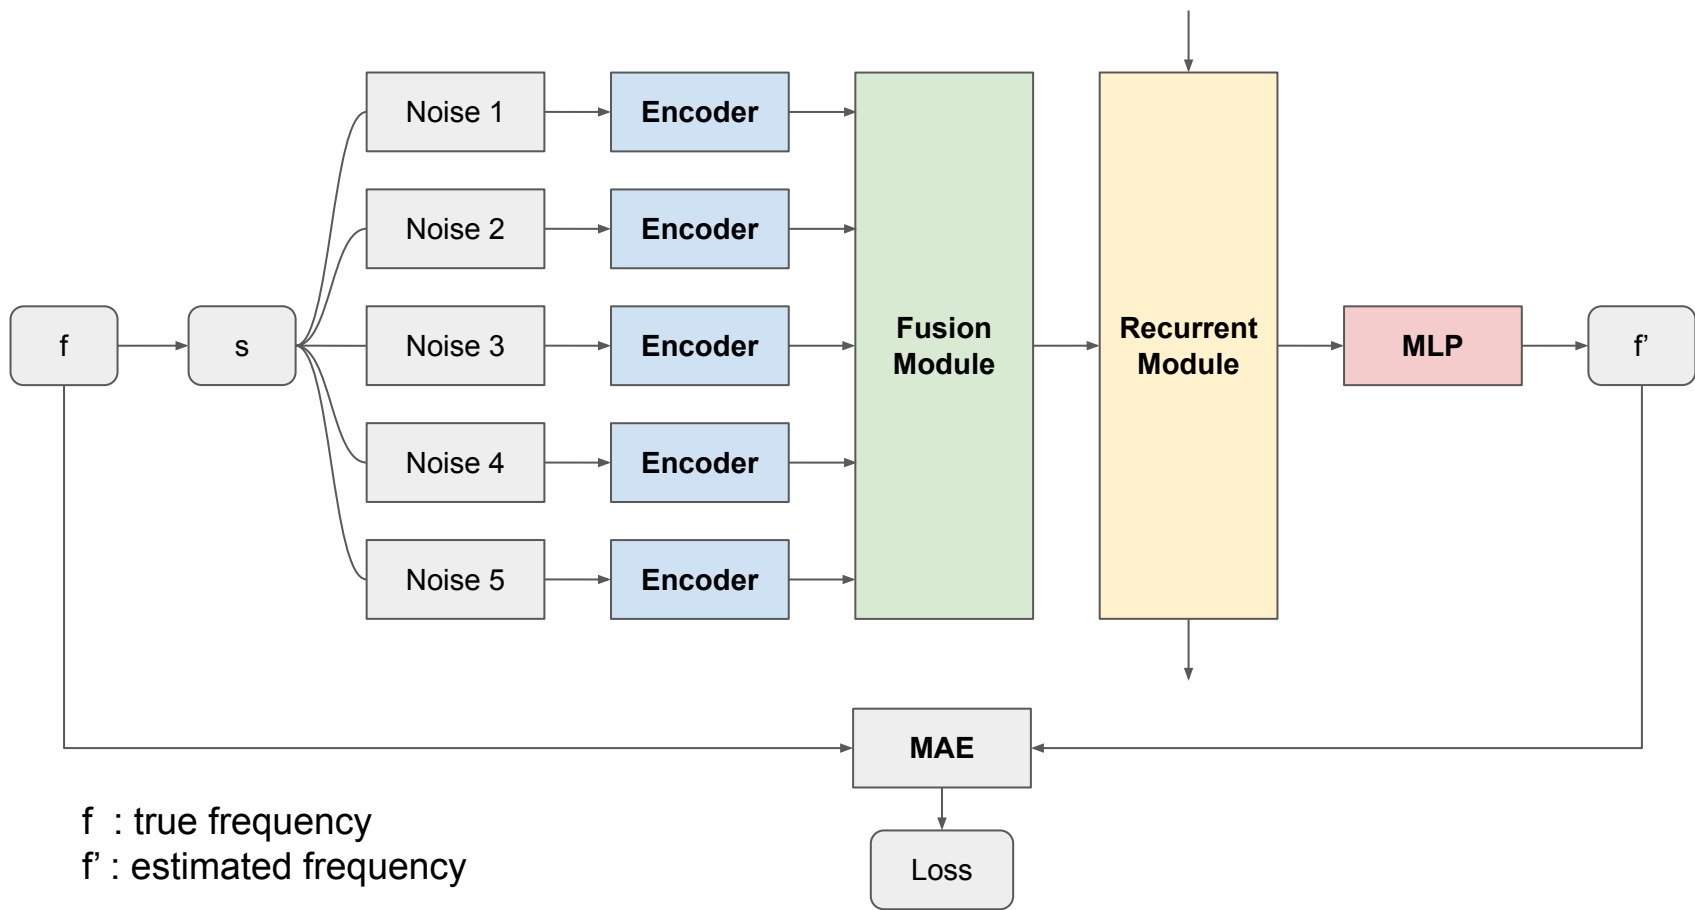 Noise 1
Encoder
Noise 2
Encoder
f
s
Noise 3
Encoder
Fusion
Module
Recurrent
Module
MLP
f’
Noise 4
Encoder
Noise 5
Encoder
MAE
f : true frequency
f’ : estimated frequency
Loss